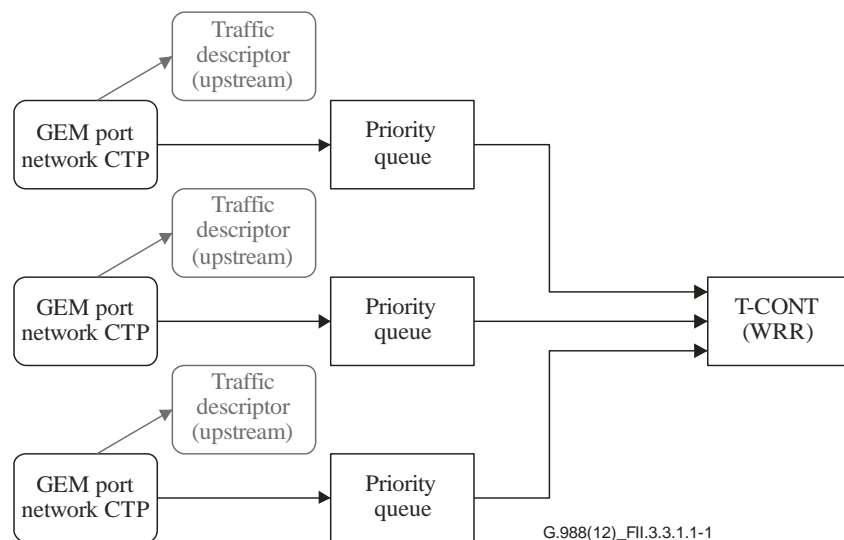 Traffic
descriptor
(upstream)
GEM port
network CTP
Priority
queue
Traffic
descriptor
(upstream)
GEM port
network CTP
Priority
queue
T-CONT
(WRR)
Traffic
descriptor
(upstream)
GEM port
network CTP
Priority
queue
G.988(12)_FII.3.3.1.1-1